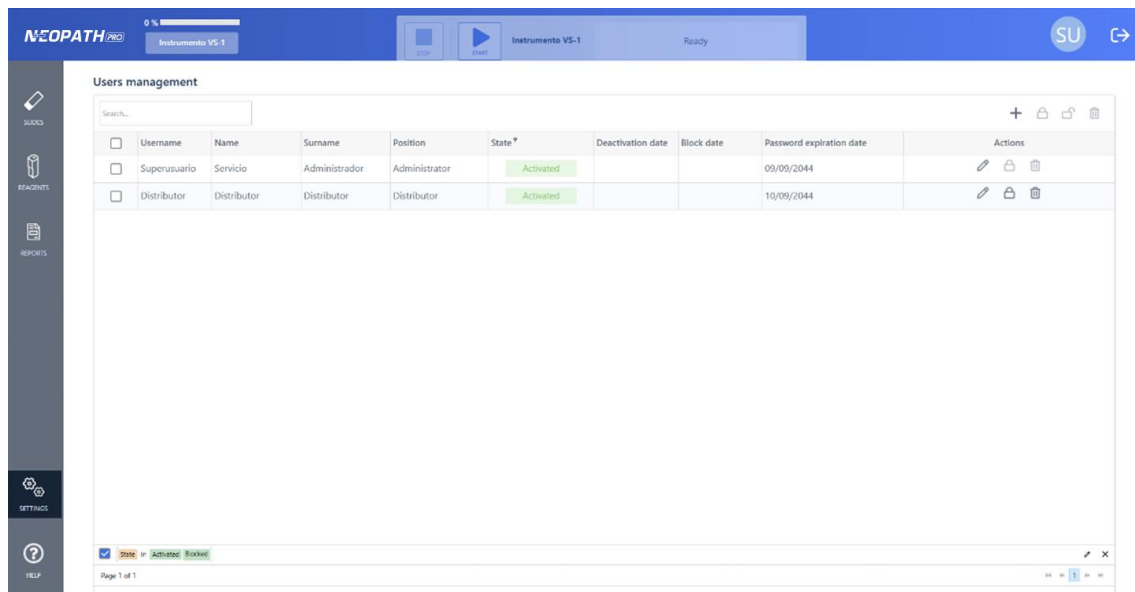 NEOPATH PRO
0 %
Instrumento VS-1
STOP
START
Instrumento VS-1
Ready
SU
SLIDES
REAGENTS
REPORTS
SETTINGS
HELP
Users management
Search...
Username Name Surname Position State Deactivation date Block date Password expiration date Actions
Superusuario Servicio Administrador Administrator Activated 09/09/2044
Distributor Distributor Distributor Distributor Activated 10/09/2044
State In Activated Blocked
Page 1 of 1
1